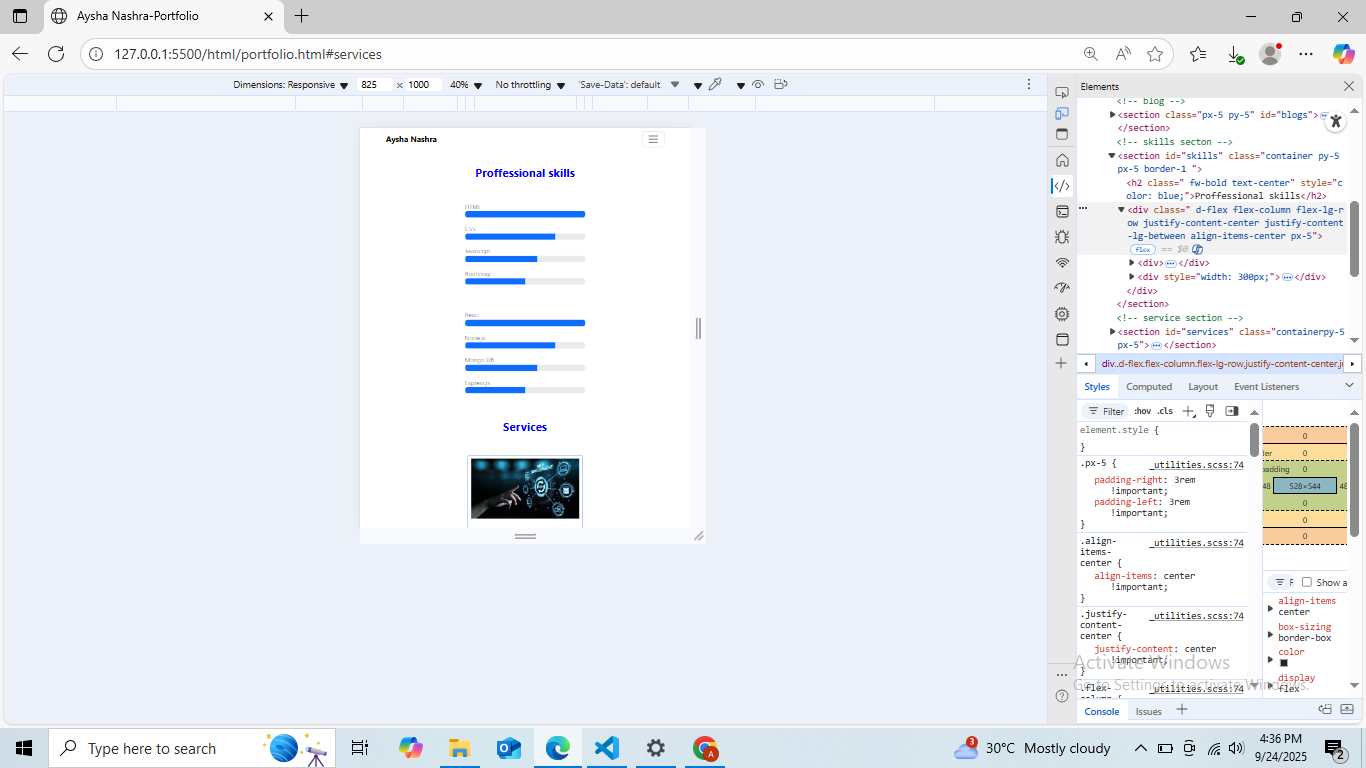 Aysha Nashra-Portfolio
127.0.0.1:5500/html/portfolio.html#services
Dimensions: Responsive 825 × 1000 40% No throttling 'Save-Data': default
Elements
<!-- blog -->
<section class="px-5 py-5" id="blogs">
</section>
<!-- skills secton -->
<section id="skills" class="container py-5
px-5 border-1 ">
<h2 class=" fw-bold text-center" style="c
olor: blue;">Proffessional skills</h2>
<div class=" d-flex flex-column flex-lg-ro
w justify-content-center justify-content
-lg-between align-items-center px-5">
flex == $0
<div>…</div>
<div style="width: 300px;">…</div>
</div>
</section>
<!-- service section -->
<section id="services" class="containerpy-5
px-5">…</section>
div..d-flex.flex-column.flex-lg-row.justify-content-center.ju
Styles Computed Layout Event Listeners
Filter :hov .cls
element.style {
}
.px-5 { _utilities.scss:74
padding-right: 3rem
!important;
padding-left: 3rem
!important;
}
.align-
items-
center { _utilities.scss:74
align-items: center
!important;
}
.justify-
content-
center { _utilities.scss:74
justify-content: center
!important;
}
.flex-
column { _utilities.scss:74
0
der 0
padding 0
48 528×544 48
0
0
0
F Show a
align-items
center
box-sizing
border-box
color
display
flex
Activate Windows
Go to Settings to activate Windows.
Console Issues
Aysha Nashra
Proffessional skills
HTML
CSS
Javascript
Bootstrap
React
Node.js
Mongo DB
Express.js
Services
Type here to search
3 30°C Mostly cloudy
4:36 PM
9/24/2025
2